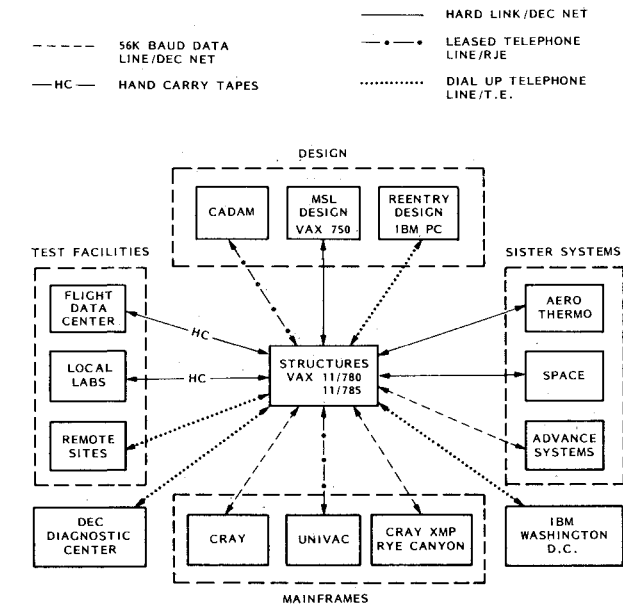 HARD LINK/DEC NET
56K BAUD DATA
LINE/DEC NET
LEASED TELEPHONE
LINE/RJE
HC HAND CARRY TAPES
DIAL UP TELEPHONE
LINE/T.E.
DESIGN
CADAM
MSL
DESIGN
VAX 750
REENTRY
DESIGN
IBM PC
TEST FACILITIES
SISTER SYSTEMS
FLIGHT
DATA
CENTER
HC
AERO
THERMO
LOCAL
LABS
HC
STRUCTURES
VAX 11/780
11/785
SPACE
REMOTE
SITES
ADVANCE
SYSTEMS
DEC
DIAGNOSTIC
CENTER
CRAY
UNIVAC
CRAY XMP
RYE CANYON
IBM
WASHINGTON
D.C.
MAINFRAMES